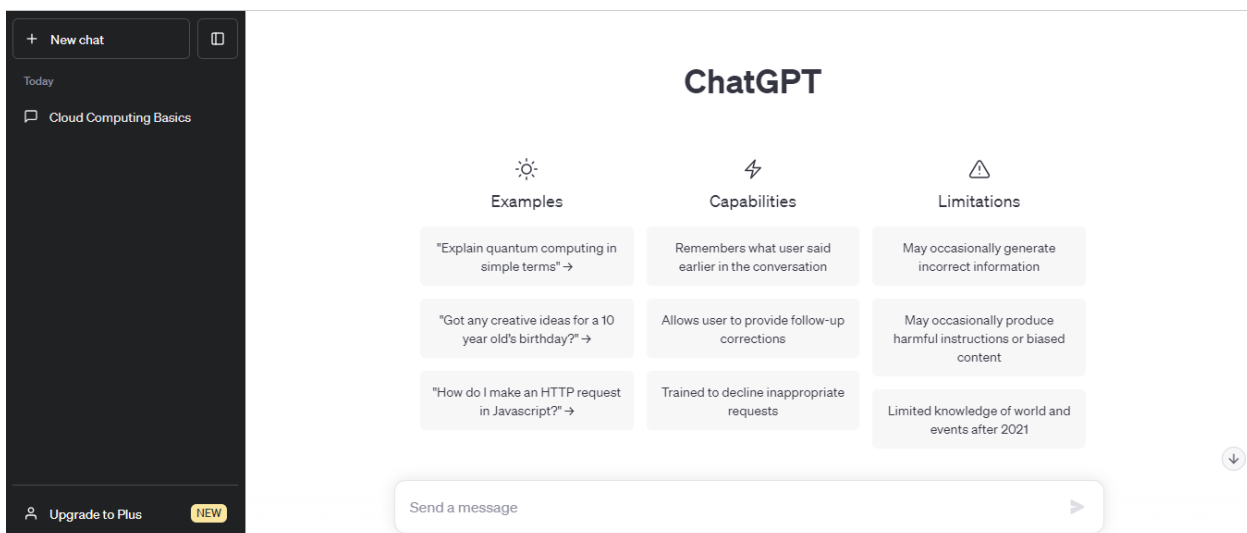 New chat
Today
Cloud Computing Basics
Upgrade to Plus
NEW
ChatGPT
Examples
"Explain quantum computing in
simple terms" →
"Got any creative ideas for a 10
year old's birthday?" →
"How do I make an HTTP request
in Javascript?" →
Capabilities
Remembers what user said
earlier in the conversation
Allows user to provide follow-up
corrections
Trained to decline inappropriate
requests
Limitations
May occasionally generate
incorrect information
May occasionally produce
harmful instructions or biased
content
Limited knowledge of world and
events after 2021
Send a message